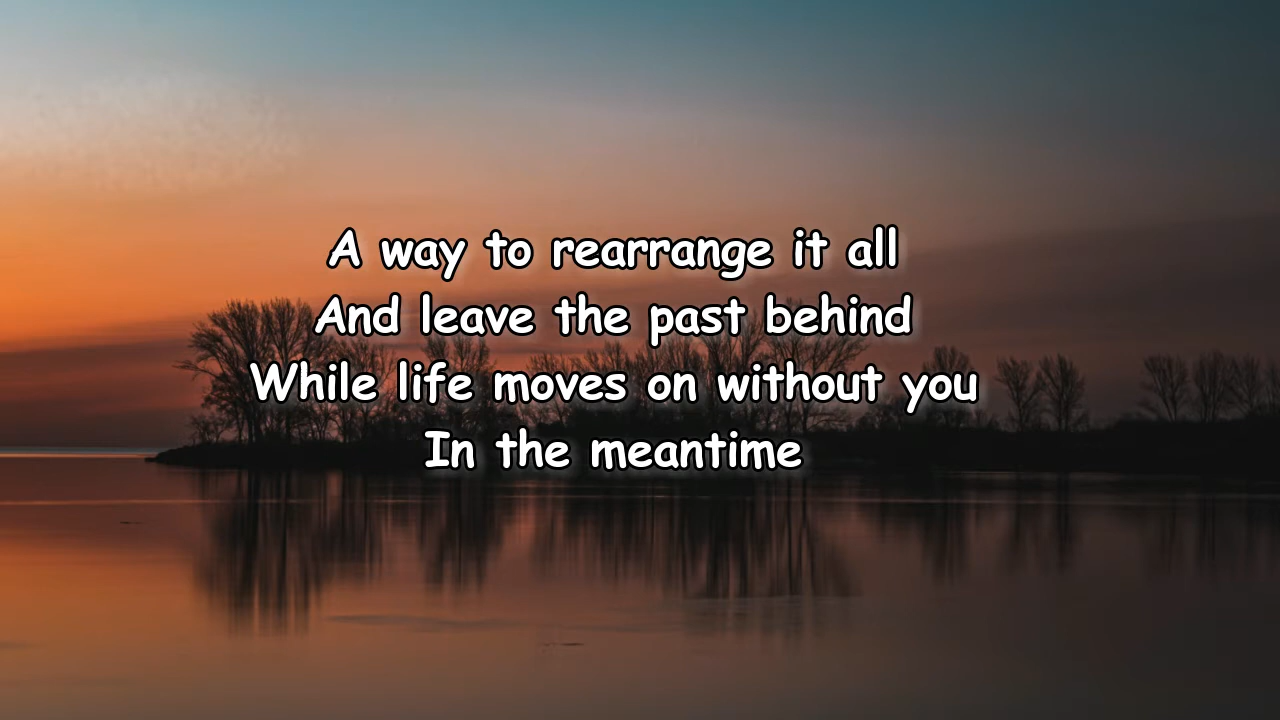 A way to rearrange it all
And leave the past behind
While life moves on without you
In the meantime